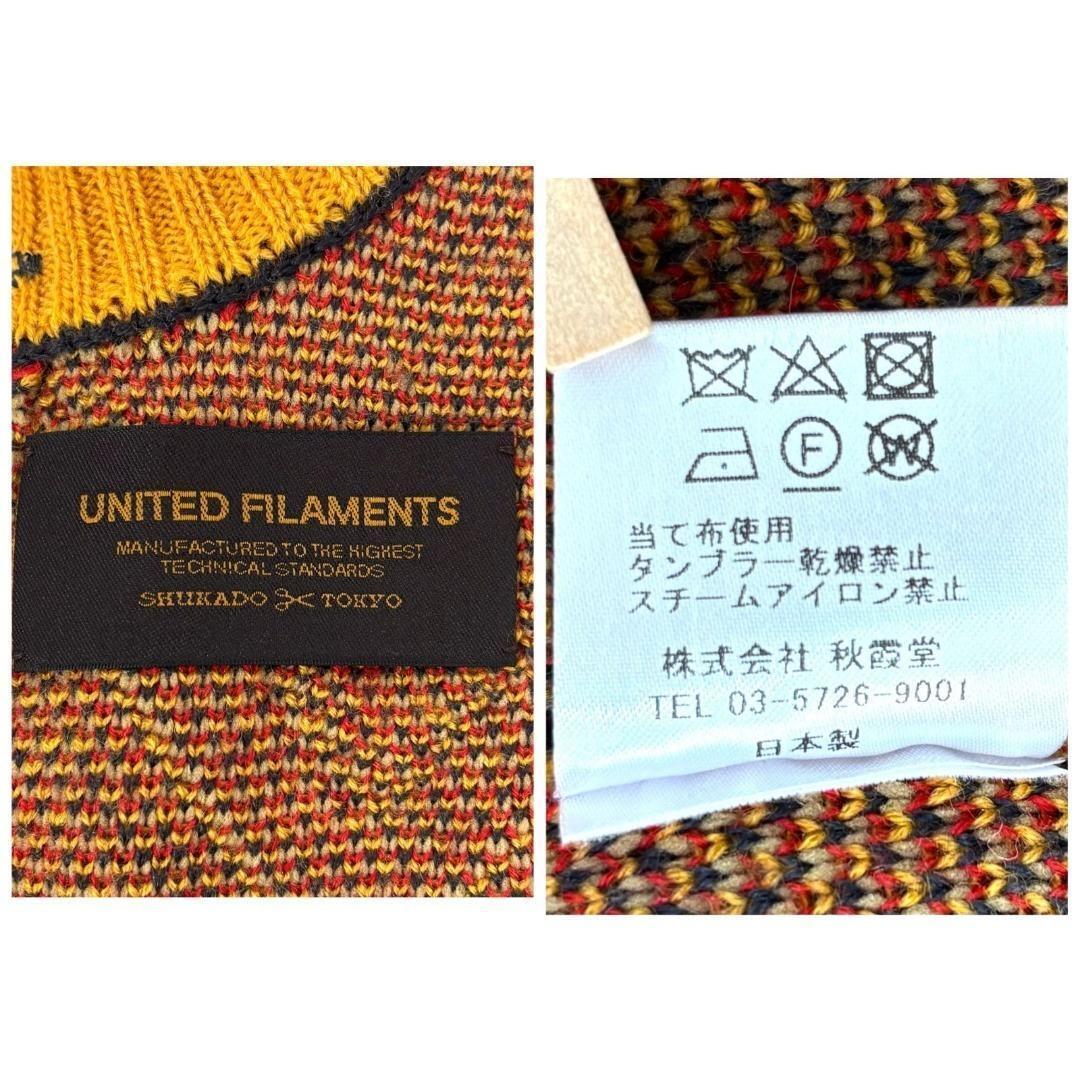 UNITED FILAMENTS
MANUFACTURED TO THE HIGHEST
TECHNICAL STANDARDS
SHUKADO TOKYO
F W
当て布使用
タンブラー乾燥禁止
スチームアイロン禁止
株式会社 秋霞堂
TEL 03-5726-9001
日本製